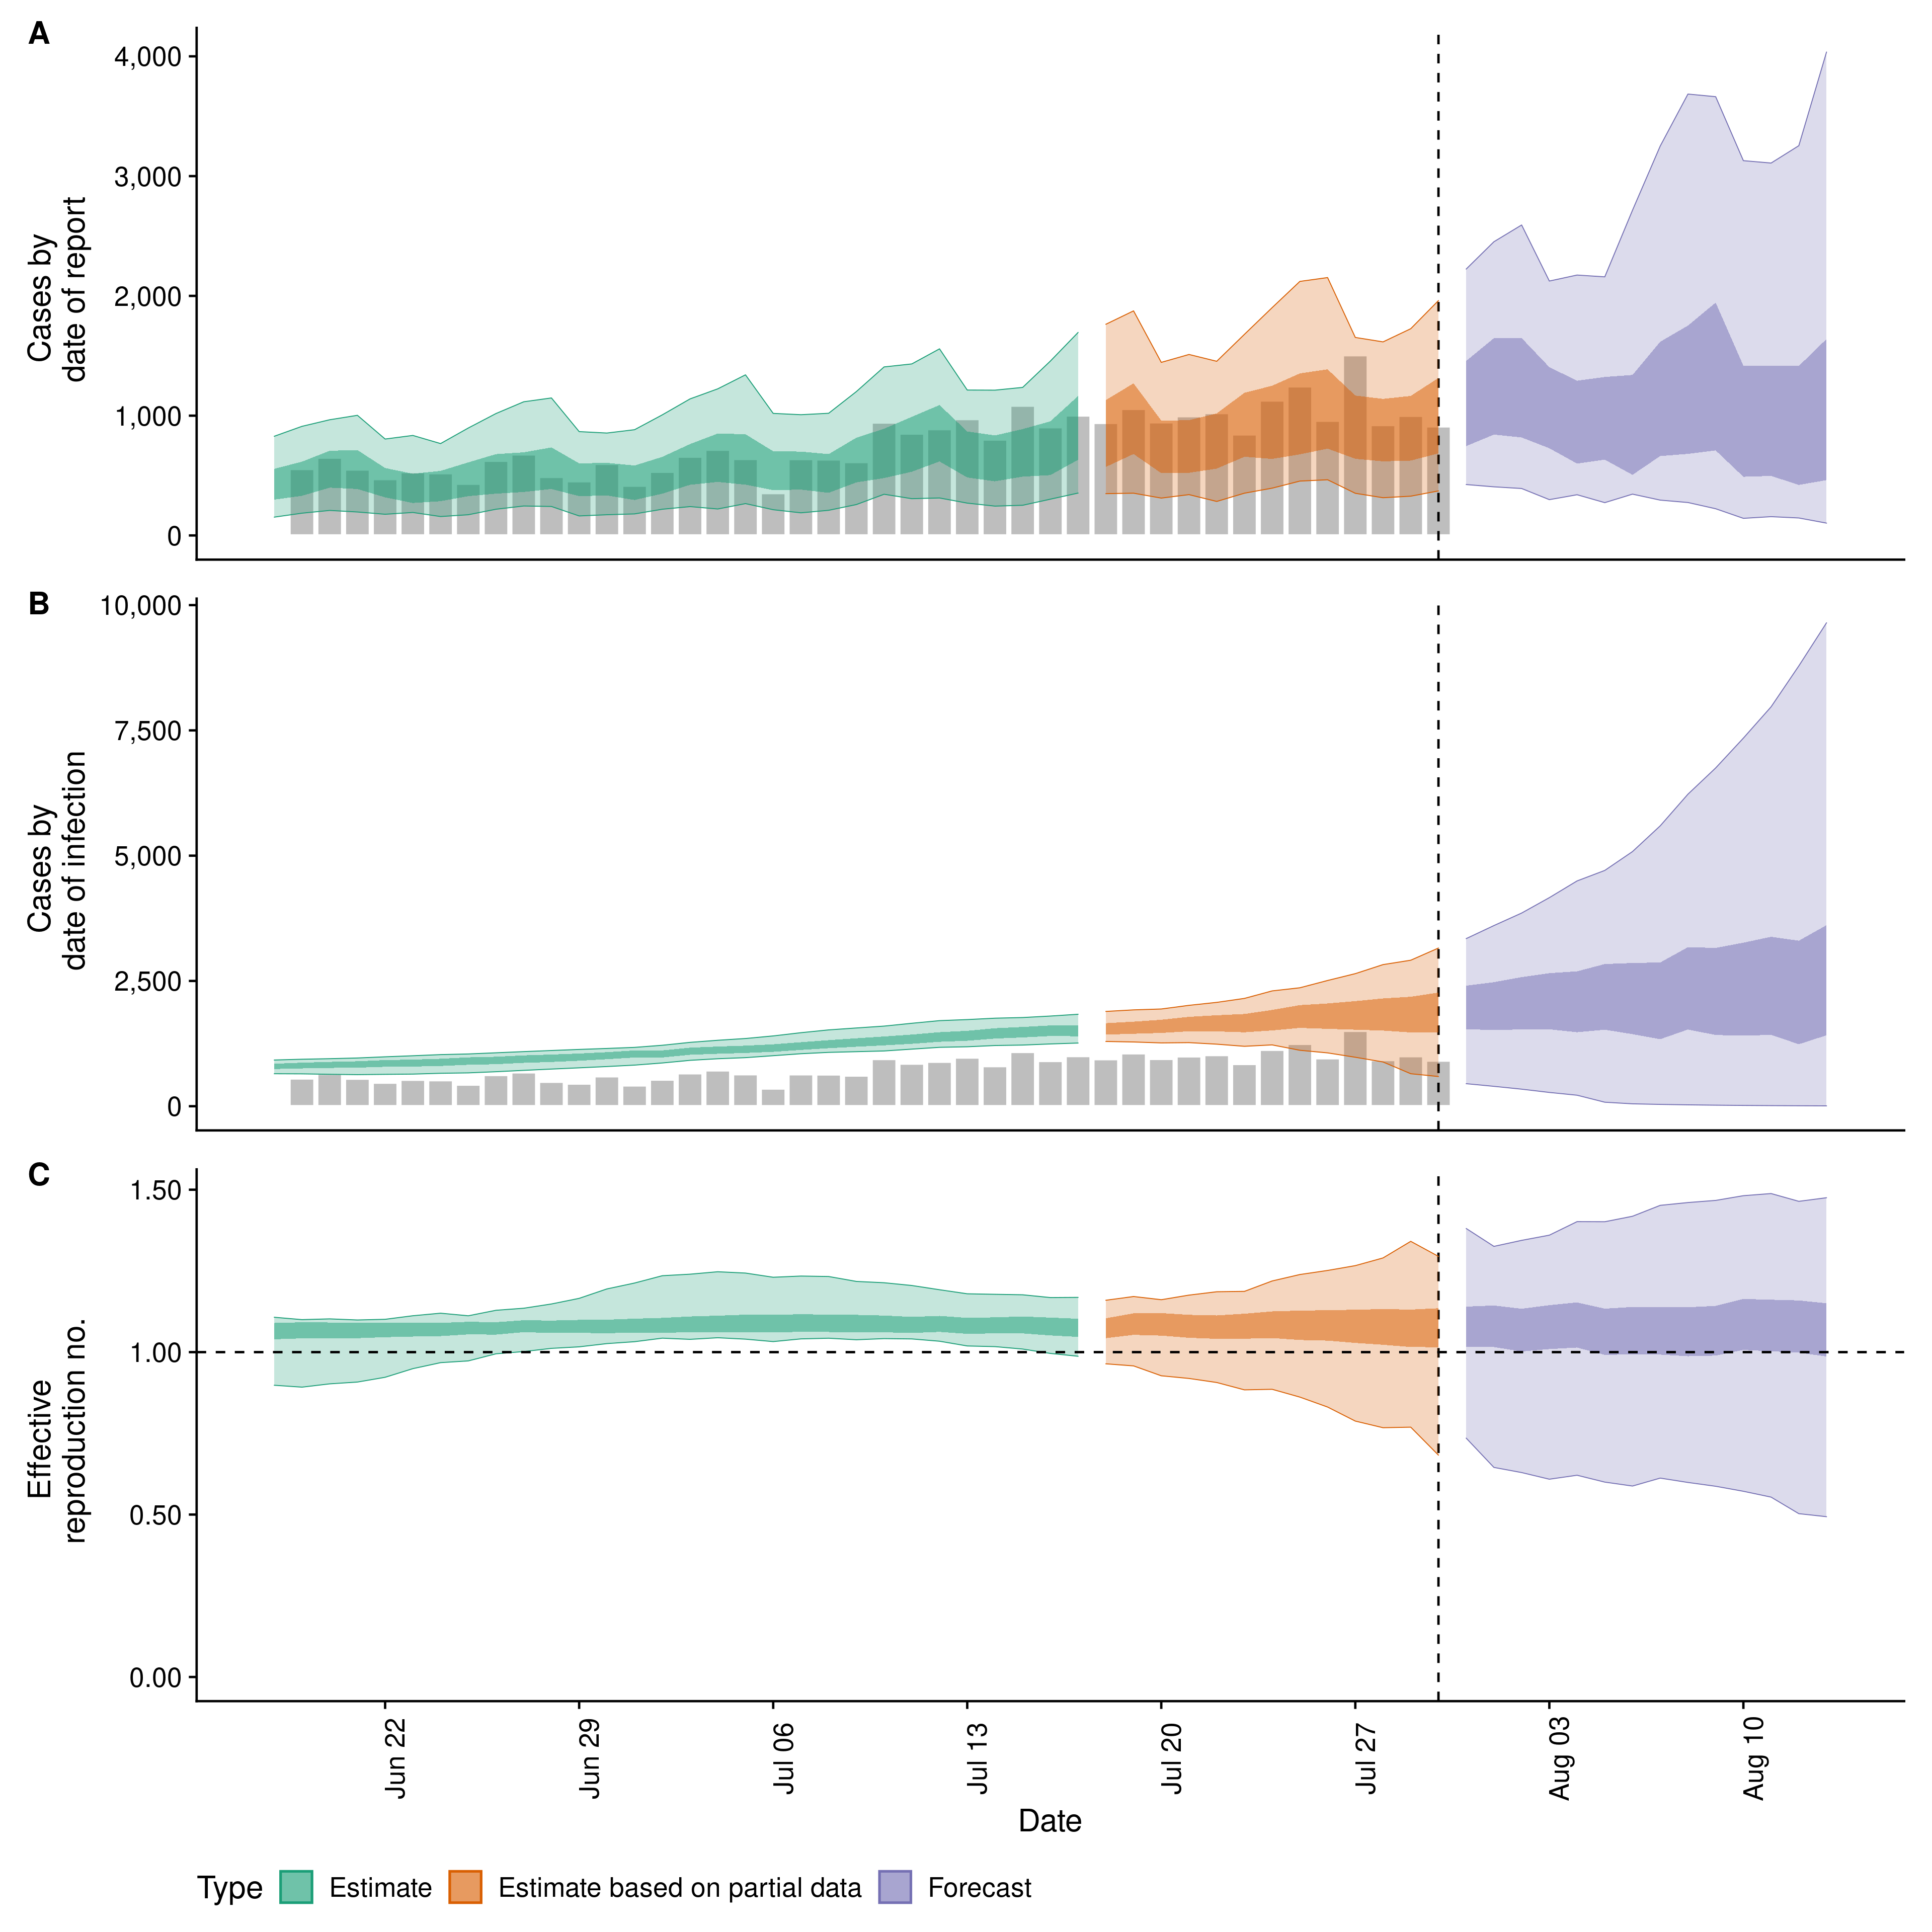 A
4,000
3,000
2,000
1,000
0
Cases by
date of report
B
10,000
7,500
5,000
2,500
0
Cases by
date of infection
C
1.50
1.00
0.50
0.00
Effective
reproduction no.
Jun 22
Jun 29
Jul 06
Jul 13
Jul 20
Jul 27
Aug 03
Aug 10
Date
Type Estimate Estimate based on partial data Forecast